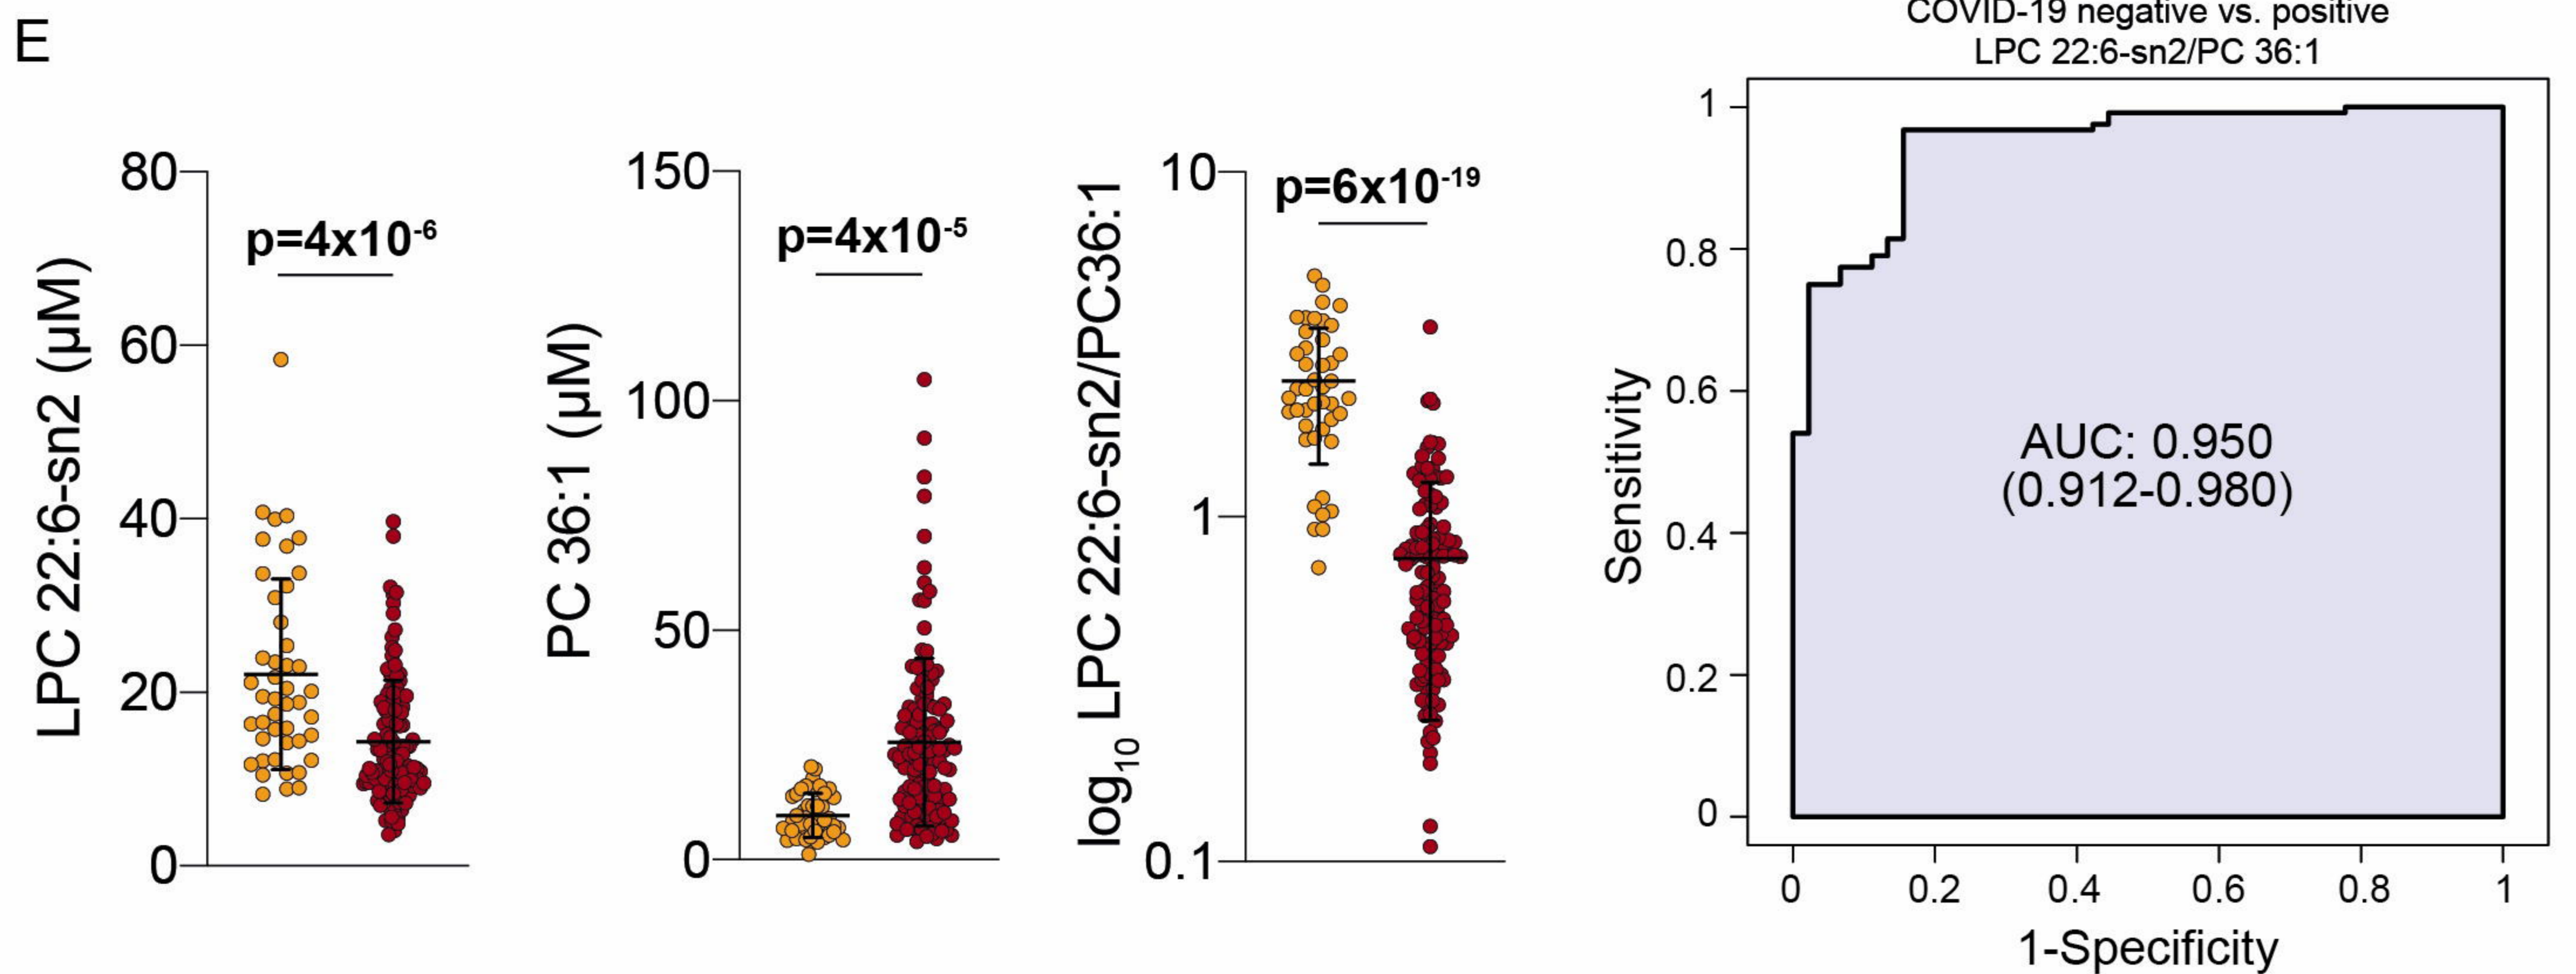 E
LPC 22:6-sn2 (µM)
80
60
40
20
0
p=4x10-6
PC 36:1 (µM)
150
100
50
0
p=4x10-5
log10 LPC 22:6-sn2/PC36:1
10
1
0.1
p=6x10-19
COVID-19 negative vs. positive
LPC 22:6-sn2/PC 36:1
Sensitivity
1
0.8
0.6
0.4
0.2
0
AUC: 0.950
(0.912-0.980)
0 0.2 0.4 0.6 0.8 1
1-Specificity